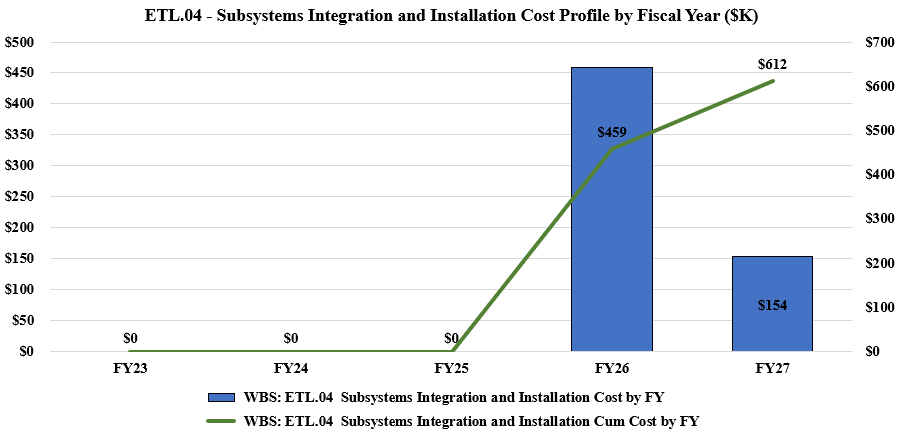 ETL.04 - Subsystems Integration and Installation Cost Profile by Fiscal Year ($K)
$500 $700
$450 $612
$400 $600
$350 $459 $500
$300 $400
$250
$200 $300
$150 $200
$100 $154
$50 $0 $0 $0 $100
$0 $0
FY23 FY24 FY25 FY26 FY27
WBS: ETL.04 Subsystems Integration and Installation Cost by FY
WBS: ETL.04 Subsystems Integration and Installation Cum Cost by FY